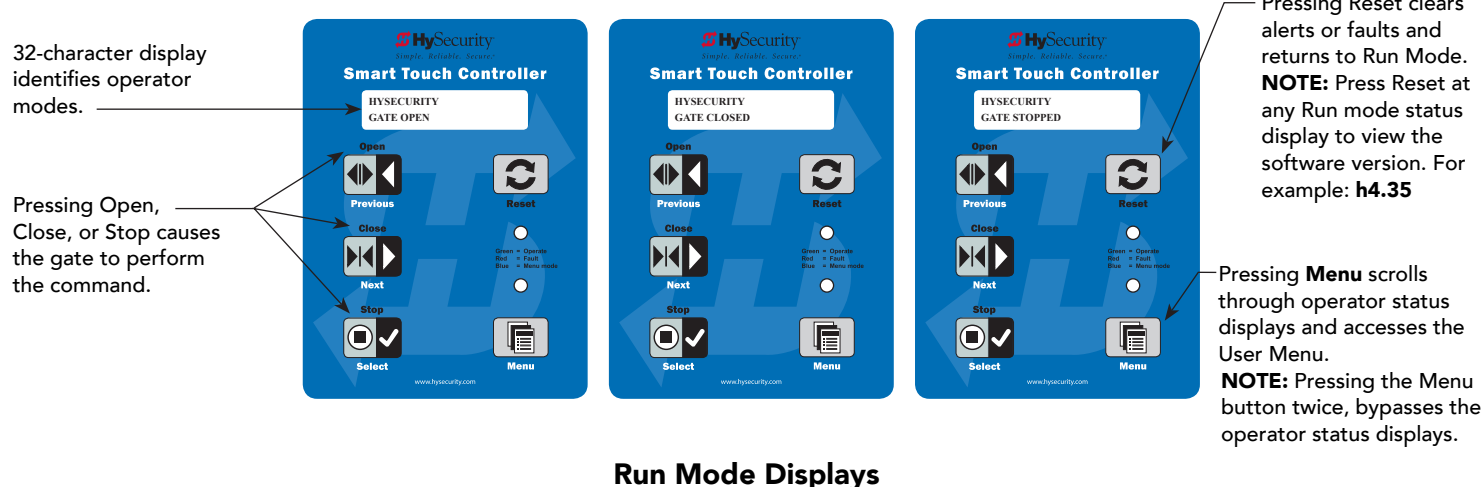 32-character display
identifies operator
modes.
Pressing Open,
Close, or Stop causes
the gate to perform
the command.
HySecurity
Simple. Reliable. Secure.
Smart Touch Controller
HYSECURITY
GATE OPEN
Open
Previous
Reset
Close
Green = Operate
Red = Fault
Blue = Menu mode
Next
Stop
Select
Menu
www.hysecurity.com
HySecurity
Simple. Reliable. Secure.
Smart Touch Controller
HYSECURITY
GATE CLOSED
Open
Previous
Reset
Close
Green = Operate
Red = Fault
Blue = Menu mode
Next
Stop
Select
Menu
www.hysecurity.com
HySecurity
Simple. Reliable. Secure.
Smart Touch Controller
HYSECURITY
GATE STOPPED
Open
Previous
Reset
Close
Green = Operate
Red = Fault
Blue = Menu mode
Next
Stop
Select
Menu
www.hysecurity.com
Pressing Reset clears
alerts or faults and
returns to Run Mode.
NOTE: Press Reset at
any Run mode status
display to view the
software version. For
example: h4.35
Pressing Menu scrolls
through operator status
displays and accesses the
User Menu.
NOTE: Pressing the Menu
button twice, bypasses the
operator status displays.
Run Mode Displays